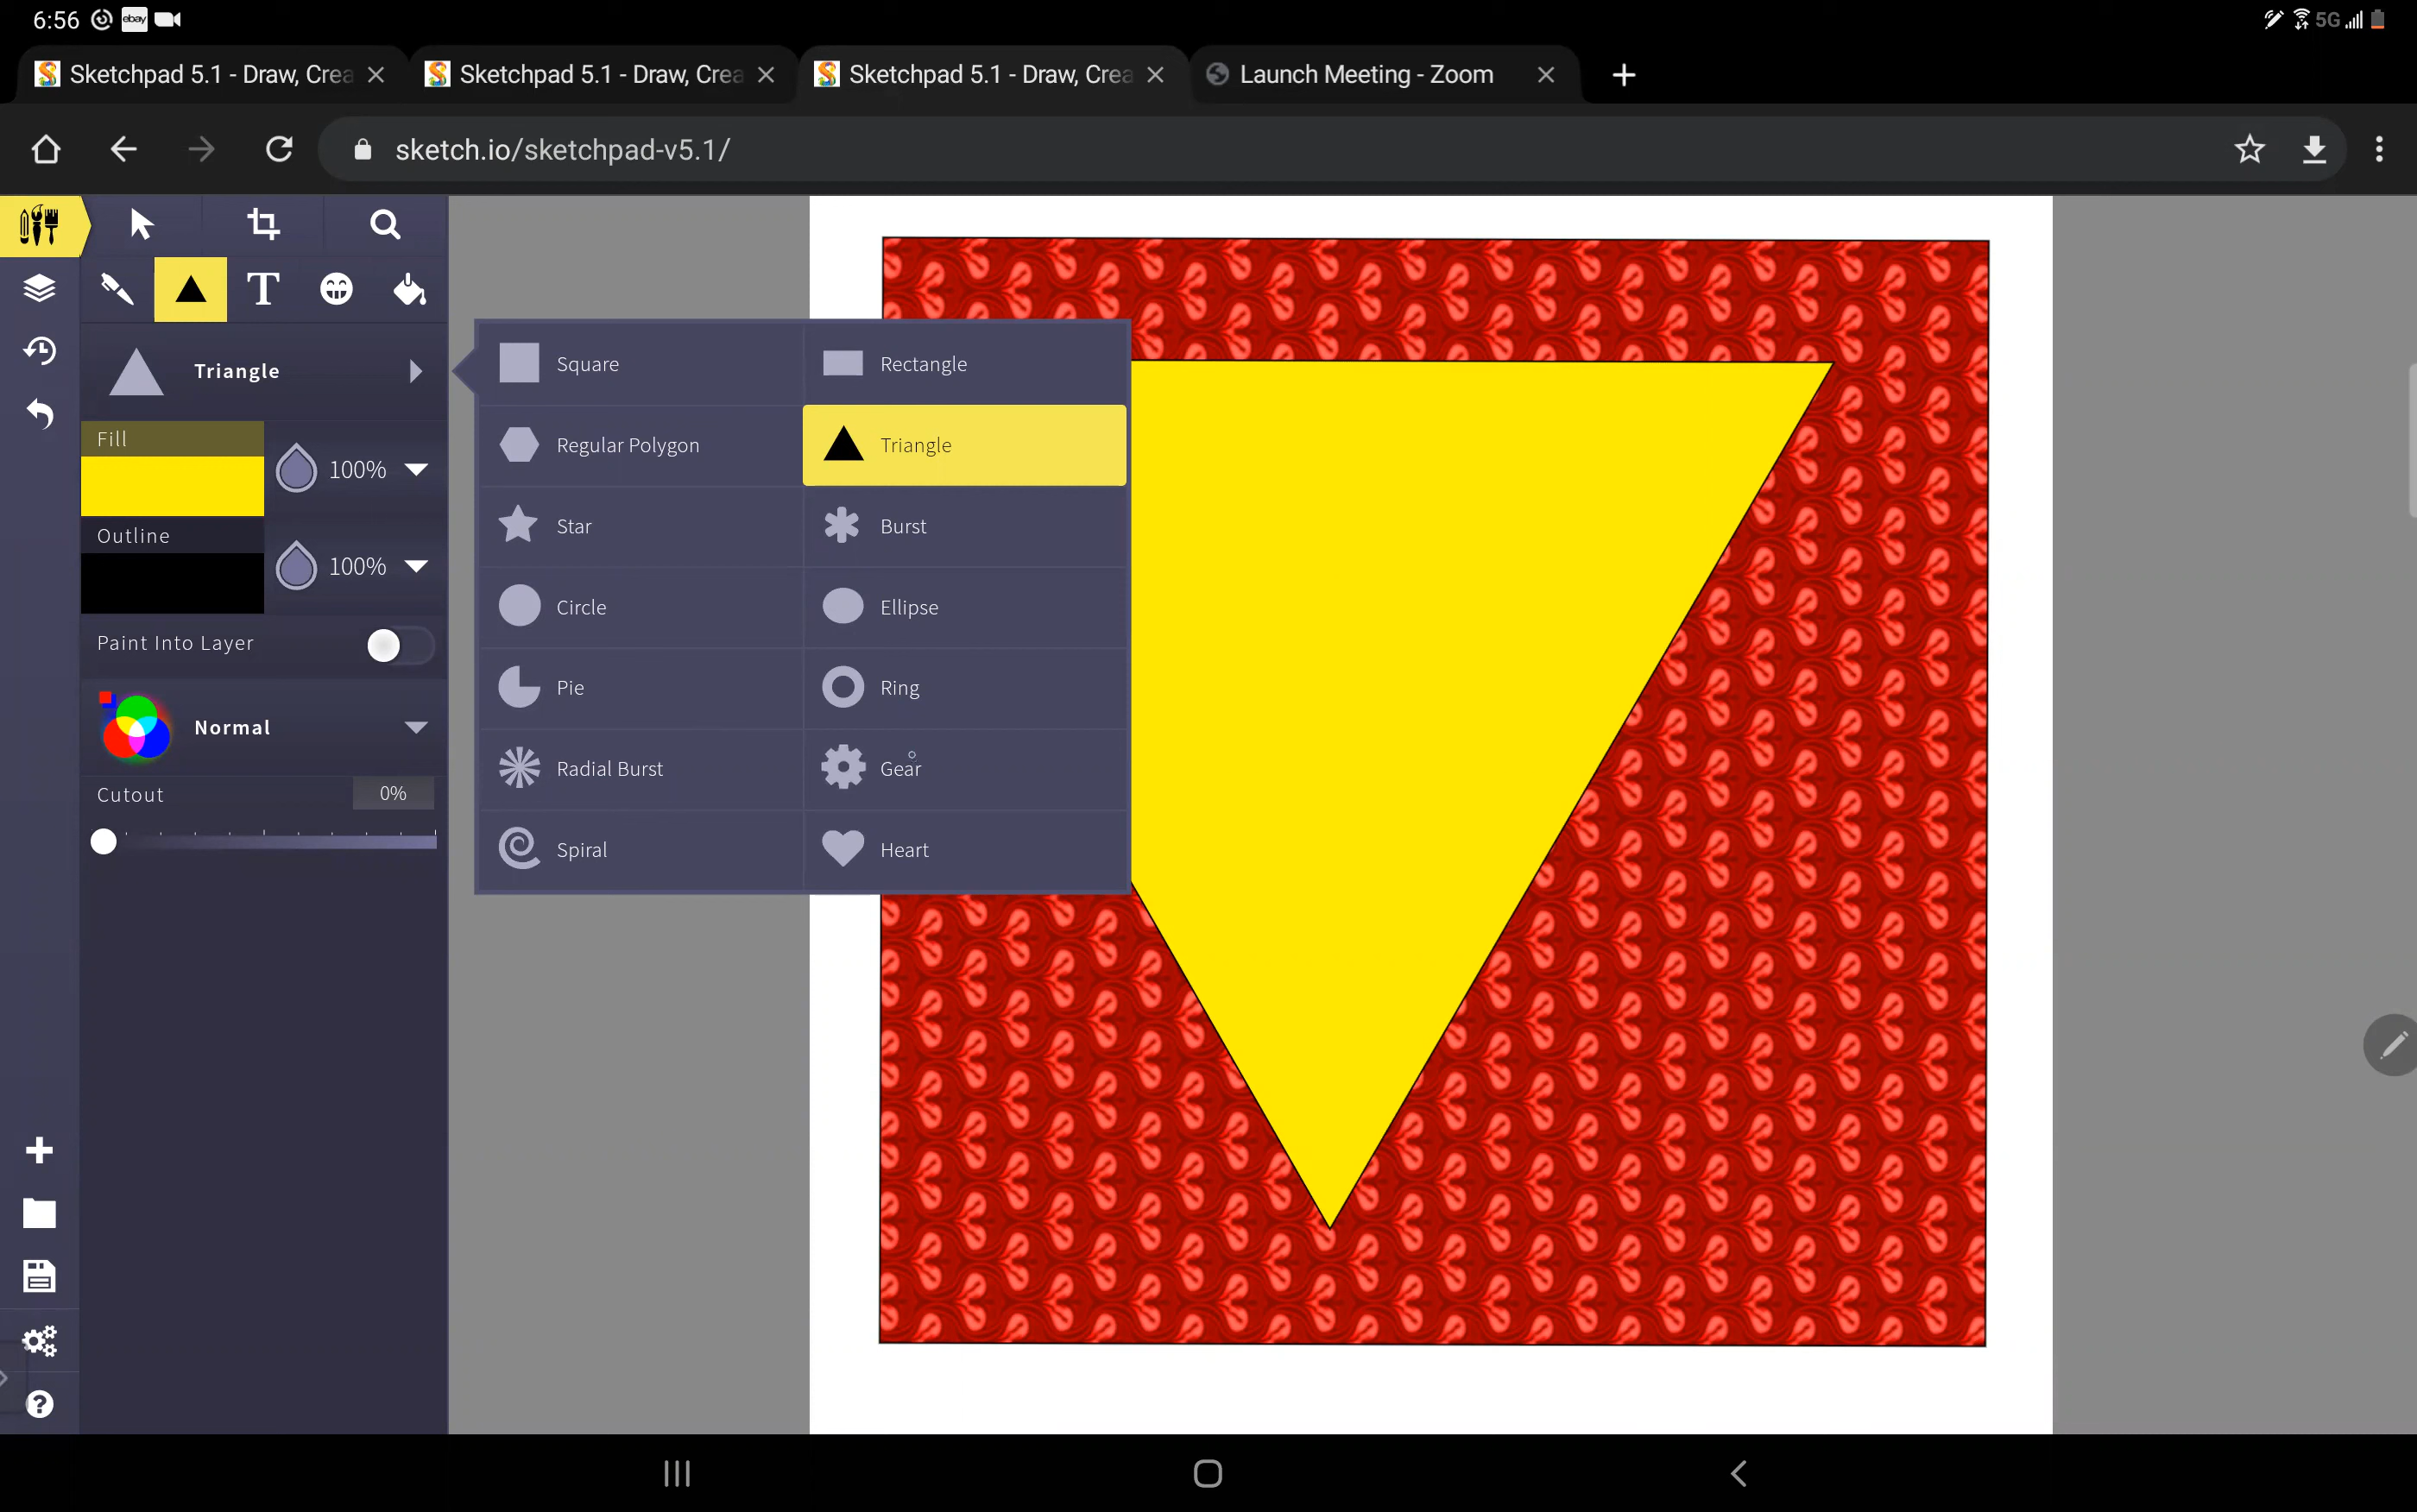 6:56 ebay 5G
Sketchpad 5.1 - Draw, Crea Sketchpad 5.1 - Draw, Crea Sketchpad 5.1 - Draw, Crea Launch Meeting - Zoom
sketch.io/sketchpad-v5.1/
T
Triangle
Fill
100%
Outline
100%
Paint Into Layer
Normal
Cutout 0%
Square Rectangle
Regular Polygon Triangle
Star Burst
Circle Ellipse
Pie Ring
Radial Burst Gear
Spiral Heart